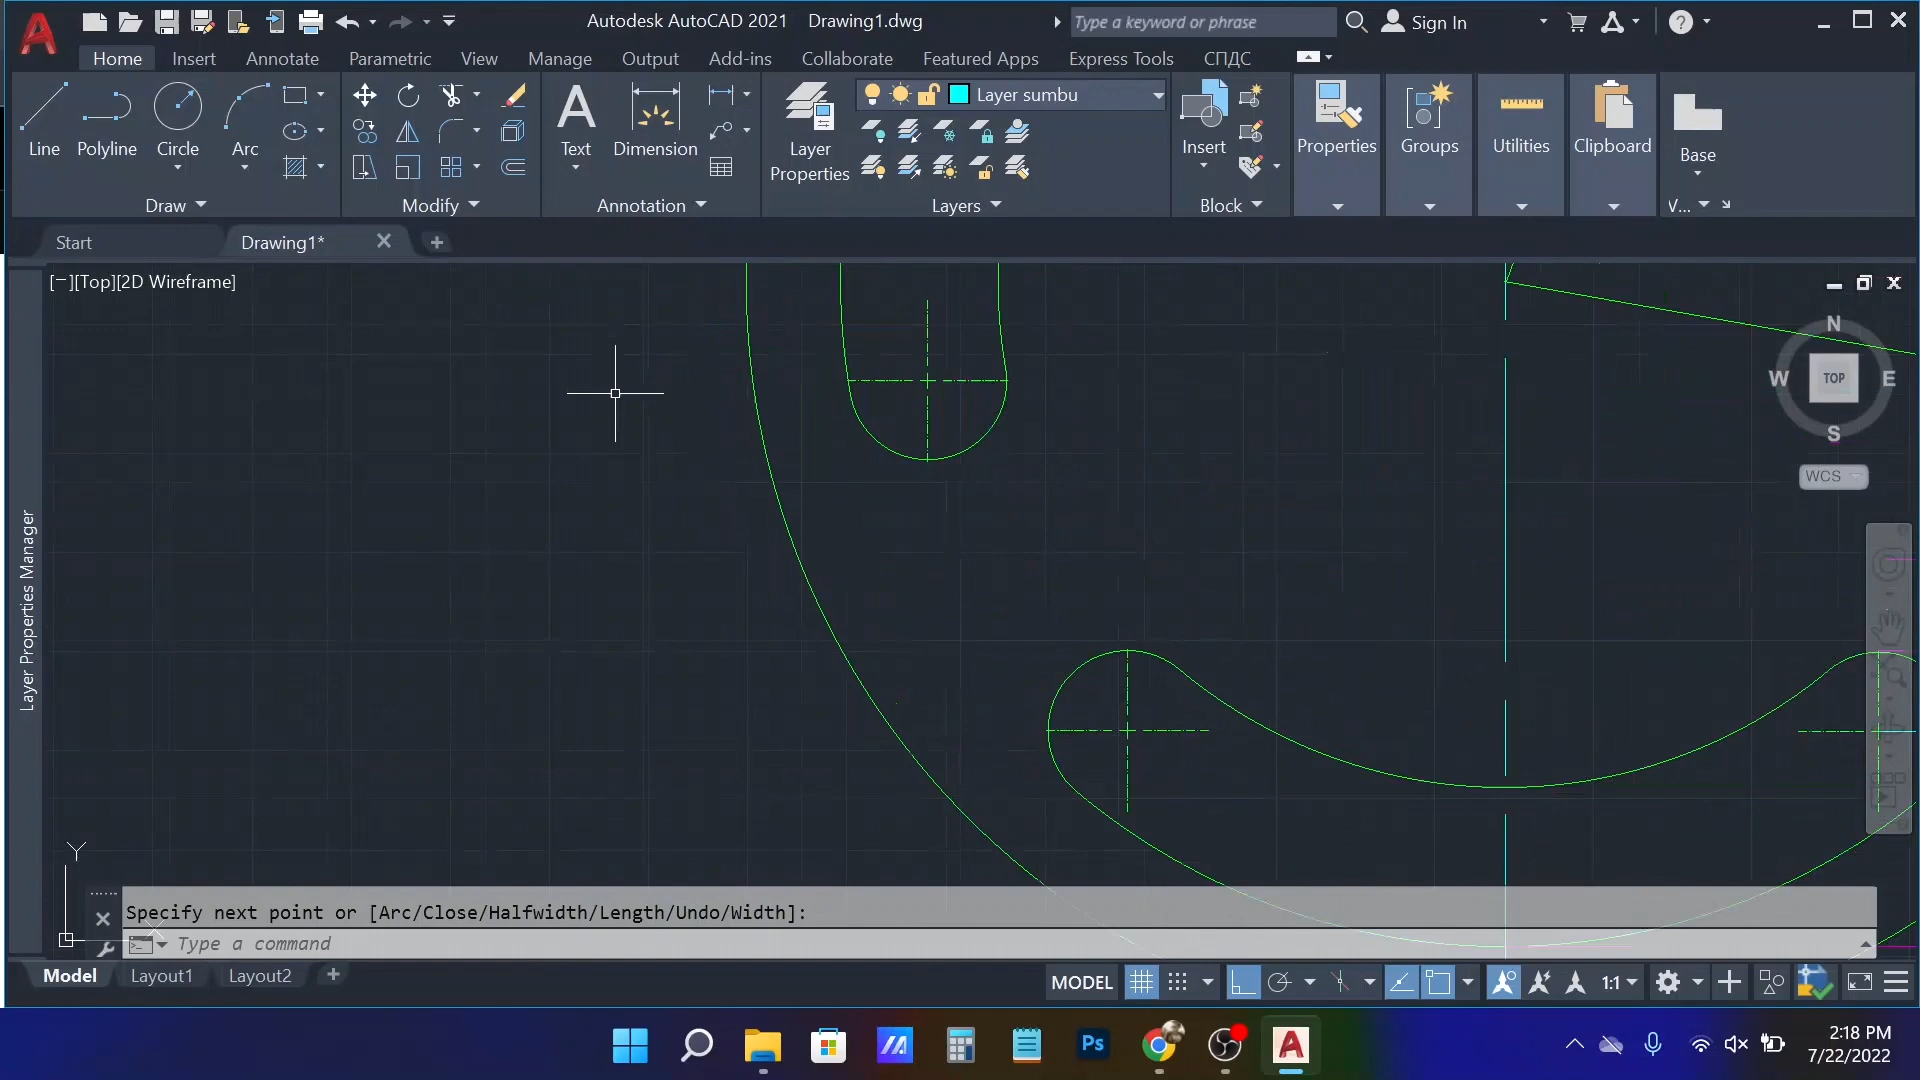 Autodesk AutoCAD 2021 Drawing1.dwg
Type a keyword or phrase
Sign In
Home Insert Annotate Parametric View Manage Output Add-ins Collaborate Featured Apps Express Tools СПДС
Line Polyline Circle Arc
Draw
Modify
Text Dimension
Annotation
Layer Properties
Layer sumbu
Layers
Insert
Block
Properties
Groups
Utilities
Clipboard
Base
V...
Start Drawing1*
[−][Top][2D Wireframe]
N
W TOP E
S
WCS
Layer Properties Manager
Y
X
Specify next point or [Arc/Close/Halfwidth/Length/Undo/Width]:
Type a command
Model Layout1 Layout2
MODEL 1:1
Ps
2:18 PM
7/22/2022